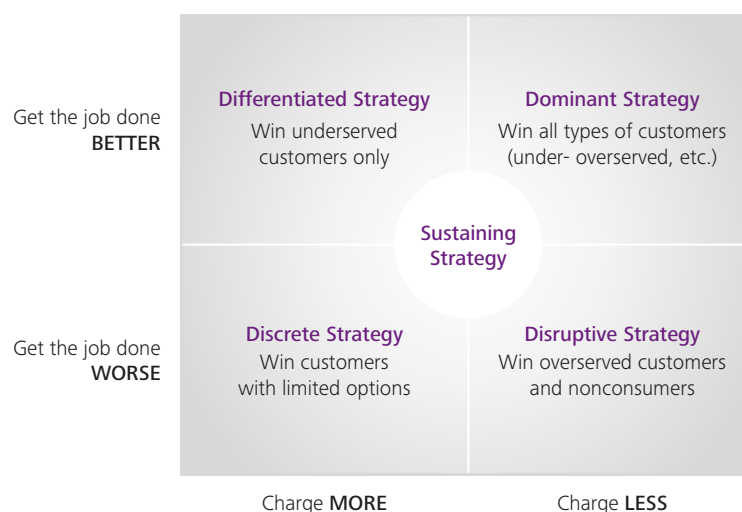 Get the job done
BETTER
Differentiated Strategy
Win underserved
customers only
Dominant Strategy
Win all types of customers
(under- overserved, etc.)
Sustaining
Strategy
Get the job done
WORSE
Discrete Strategy
Win customers
with limited options
Disruptive Strategy
Win overserved customers
and nonconsumers
Charge MORE
Charge LESS